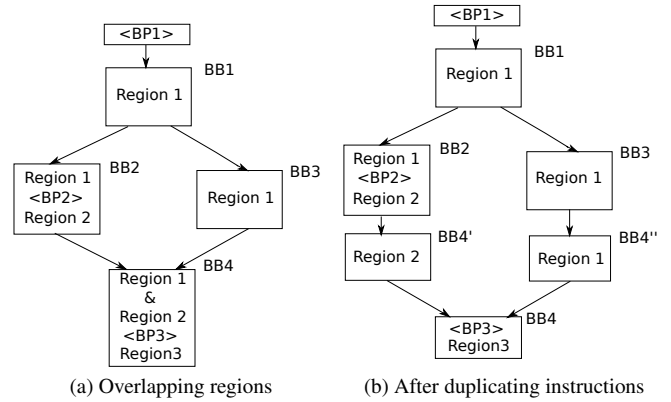 <BP1>
BB1
Region 1
BB2
Region 1
<BP2>
Region 2
BB3
Region 1
BB4
Region 1
&
Region 2
<BP3>
Region3
(a) Overlapping regions
<BP1>
BB1
Region 1
BB2
Region 1
<BP2>
Region 2
BB3
Region 1
BB4'
Region 2
BB4''
Region 1
BB4
<BP3>
Region3
(b) After duplicating instructions